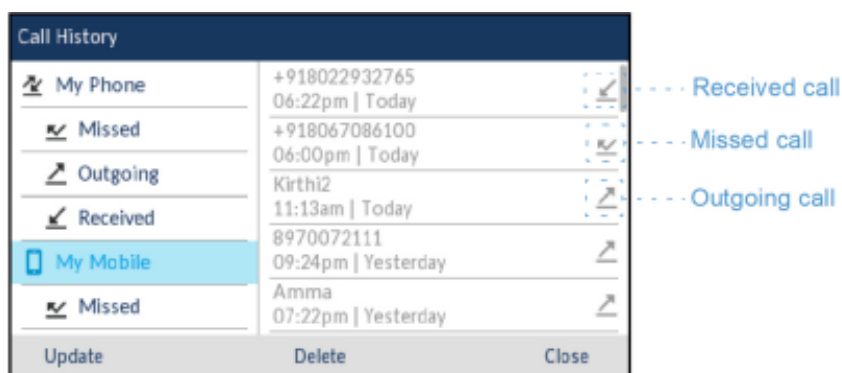 Call History
My Phone
Missed
Outgoing
Received
My Mobile
Missed
+918022932765
06:22pm | Today
+918067086100
06:00pm | Today
Kirthi2
11:13am | Today
8970072111
09:24pm | Yesterday
Amma
07:22pm | Yesterday
Received call
Missed call
Outgoing call
Update
Delete
Close